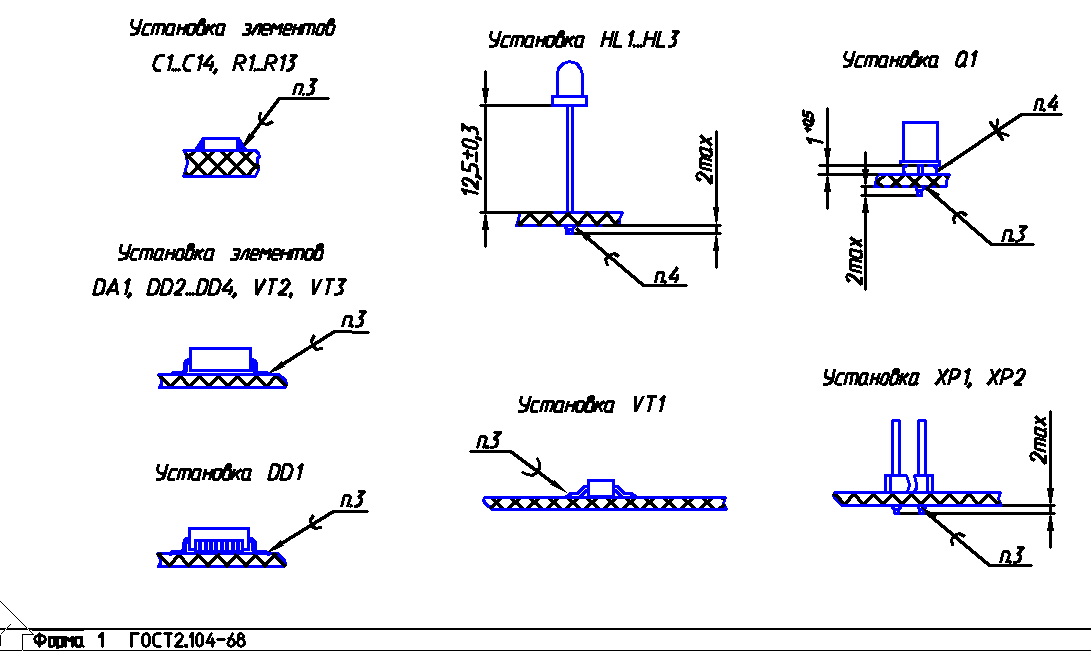 Установка элементов
C1...C14, R1...R13
п.3
Установка HL1...HL3
12,5±0,3
2max
п.4
Установка Q1
1+0,5
п.4
2max
п.3
Установка элементов
DA1, DD2...DD4, VT2, VT3
п.3
Установка VT1
п.3
Установка XP1, XP2
2max
п.3
Установка DD1
п.3
Форма 1 ГОСТ2.104-68